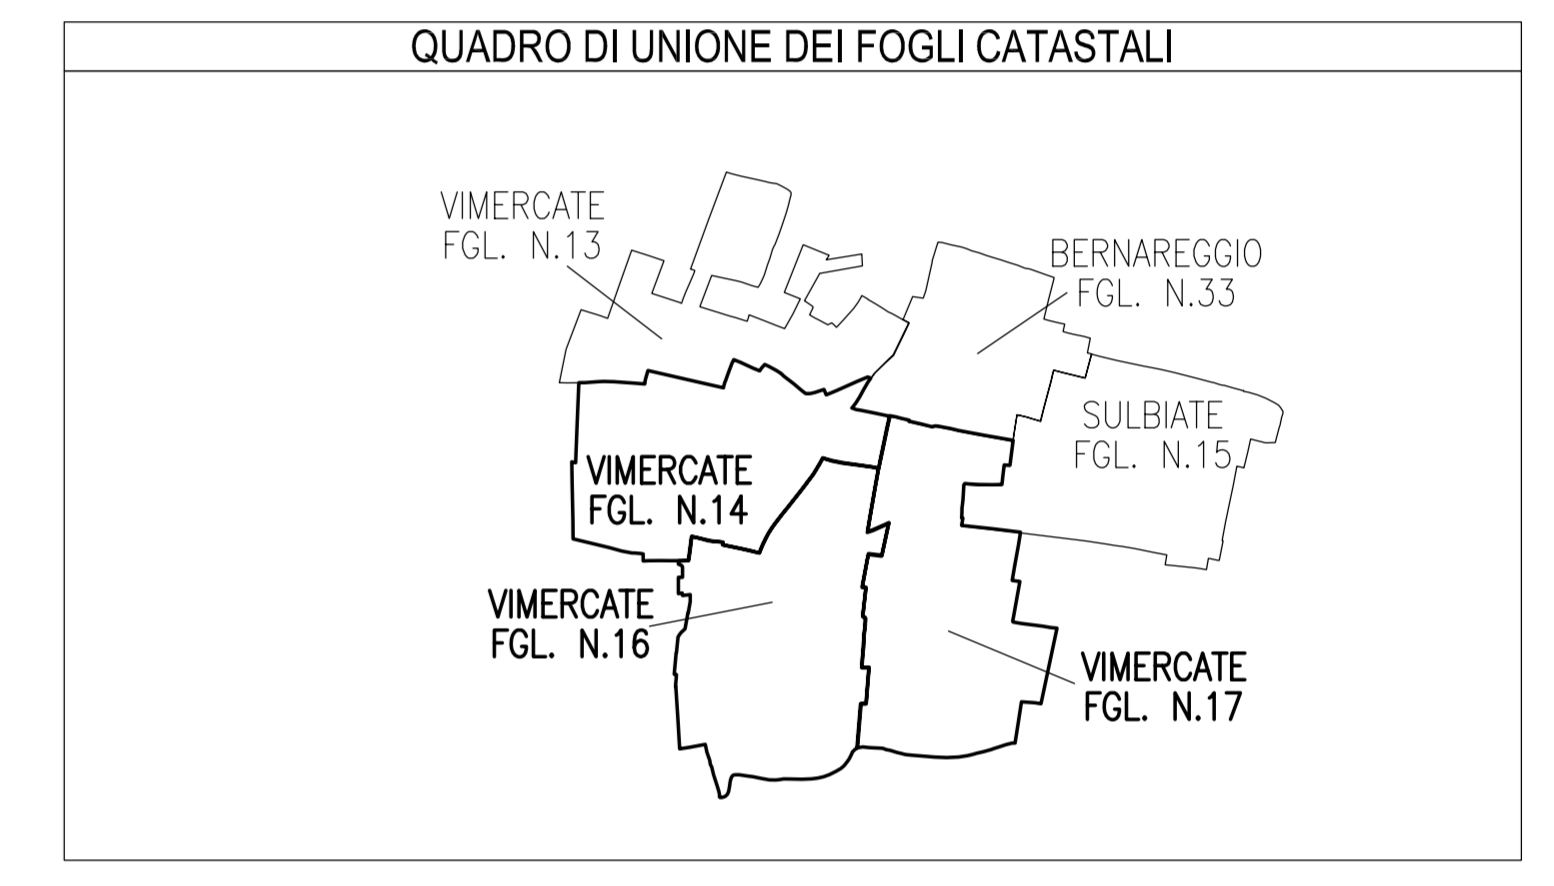 QUADRO DI UNIONE DEI FOGLI CATASTALI
VIMERCATE
FGL. N.13
BERNAREGGIO
FGL. N.33
SULBIATE
FGL. N.15
VIMERCATE
FGL. N.14
VIMERCATE
FGL. N.16
VIMERCATE
FGL. N.17